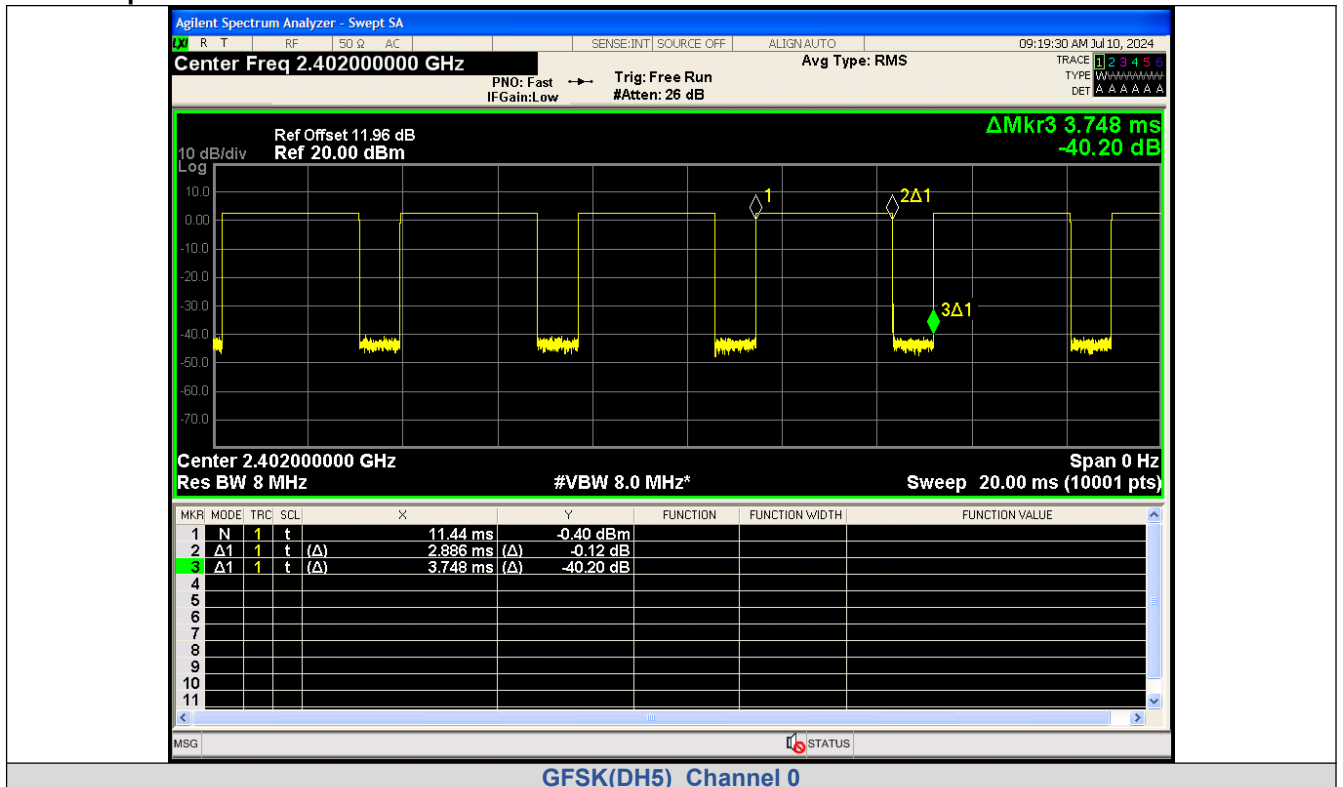 Agilent Spectrum Analyzer - Swept SA
LXI R T RF 50 Ω AC SENSE:INT SOURCE OFF ALIGN AUTO 09:19:30 AM Jul 10, 2024
Center Freq 2.402000000 GHz
Avg Type: RMS
TRACE 1 2 3 4 5 6
PNO: Fast Trig: Free Run
TYPE
IFGain:Low #Atten: 26 dB
DET A A A A A A
ΔMkr3 3.748 ms
-40.20 dB
Ref Offset 11.96 dB
10 dB/div Ref 20.00 dBm
Log
10.0
0.00
-10.0
-20.0
-30.0
-40.0
-50.0
-60.0
-70.0
1
2Δ1
3Δ1
Center 2.402000000 GHz Span 0 Hz
Res BW 8 MHz #VBW 8.0 MHz* Sweep 20.00 ms (10001 pts)
MKR MODE TRC SCL X Y FUNCTION FUNCTION WIDTH FUNCTION VALUE
1 N 1 t 11.44 ms -0.40 dBm
2 Δ1 1 t (Δ) 2.886 ms (Δ) -0.12 dB
3 Δ1 1 t (Δ) 3.748 ms (Δ) -40.20 dB
4
5
6
7
8
9
10
11
MSG STATUS
GFSK(DH5) Channel 0